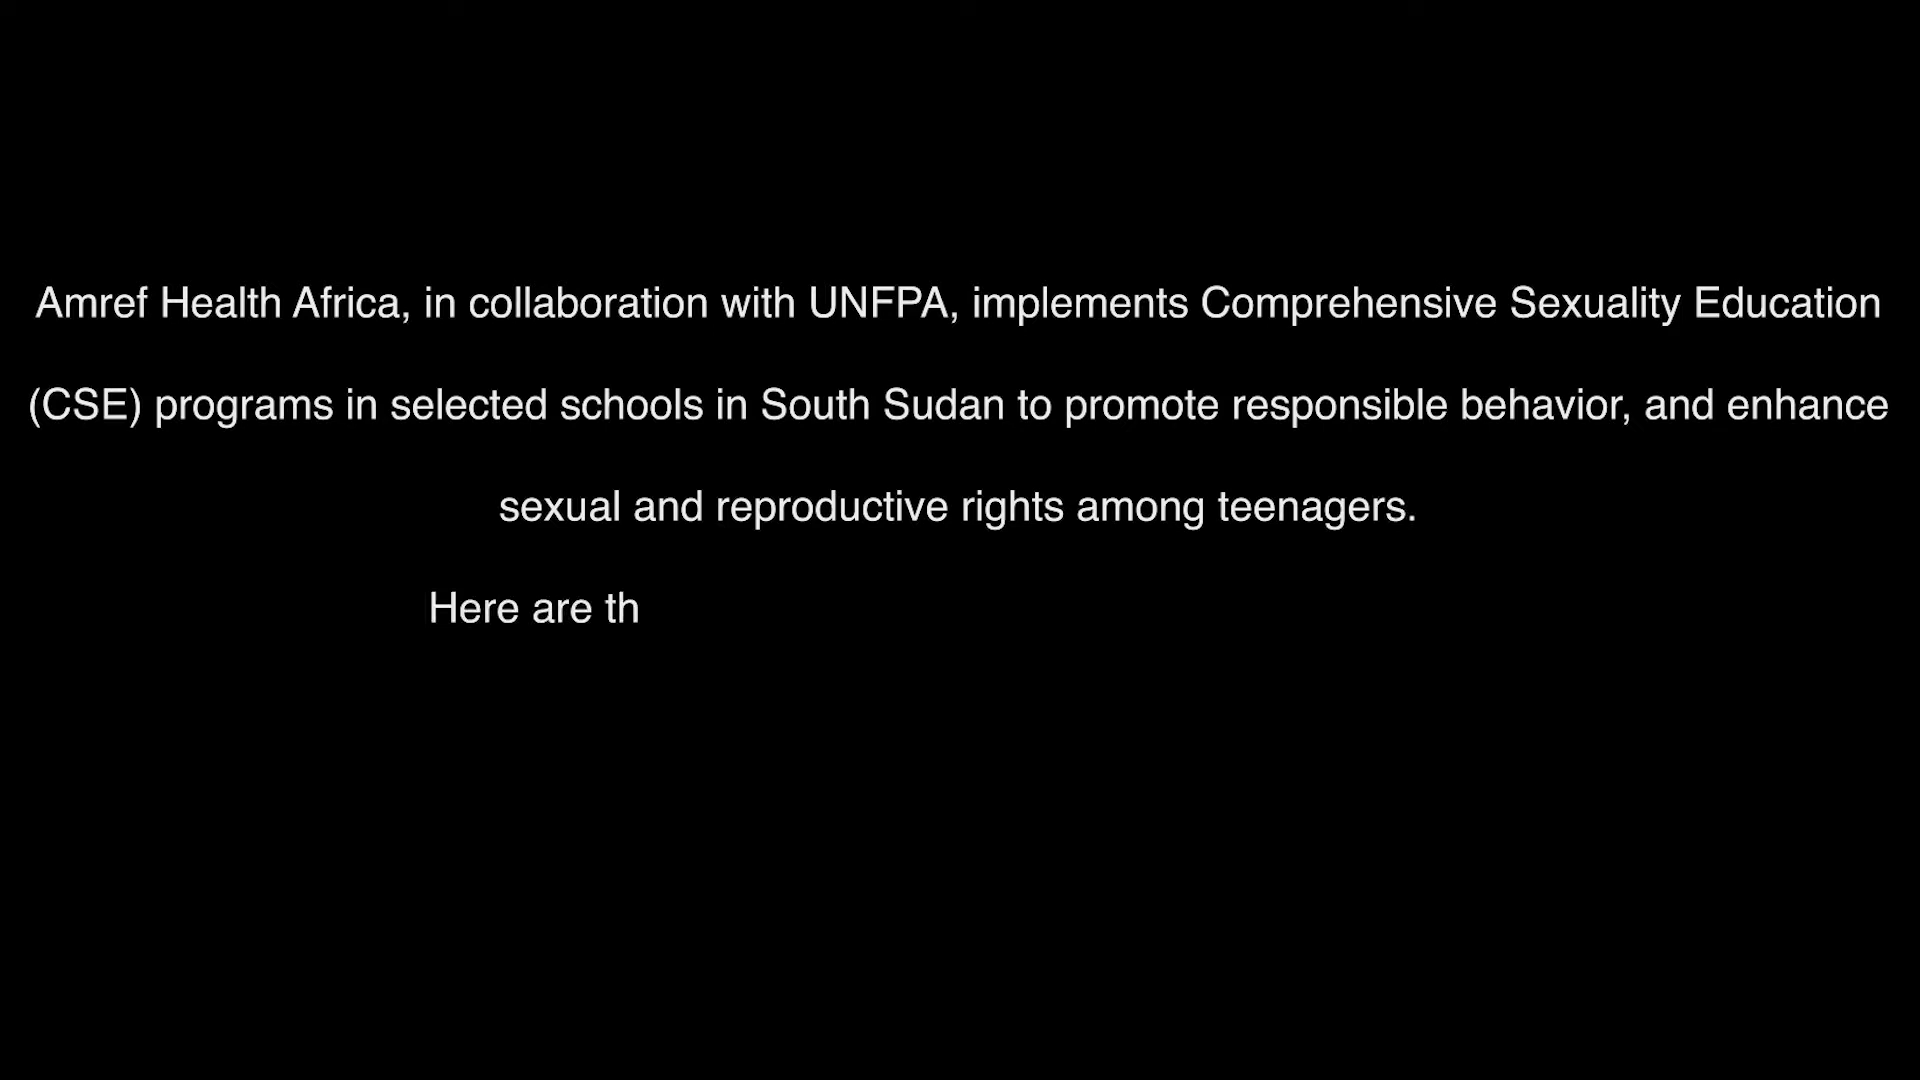 Amref Health Africa, in collaboration with UNFPA, implements Comprehensive Sexuality Education
(CSE) programs in selected schools in South Sudan to promote responsible behavior, and enhance
sexual and reproductive rights among teenagers.
Here are th